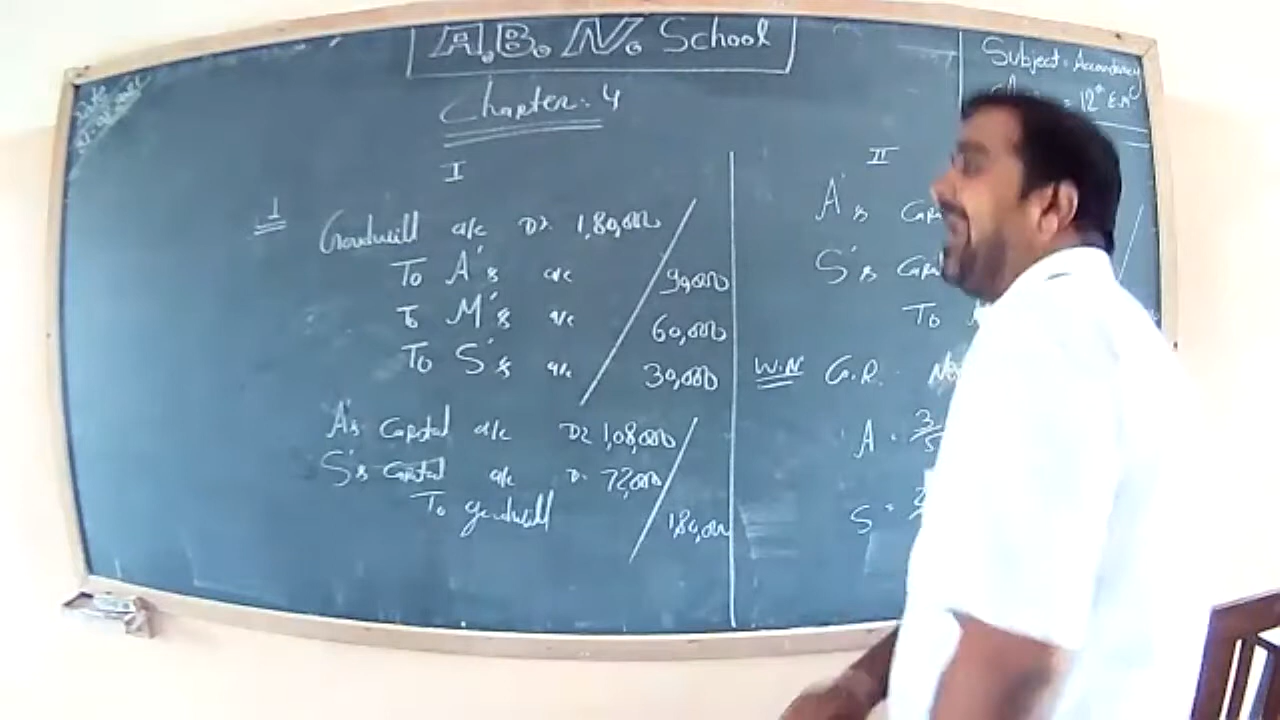 A.B.N. School
Chapter: 4
Subject: Accountancy
= 12th E.M
I
1 Goodwill a/c Dr 1,80,000
To A's a/c 90,000
To M's a/c 60,000
To S's a/c 30,000
A's Capital a/c Dr 1,08,000
S's Capital a/c Dr 72,000
To goodwill 1,80,000
II
A's
S's
To
W.N G.R.
A = 3/5
S =